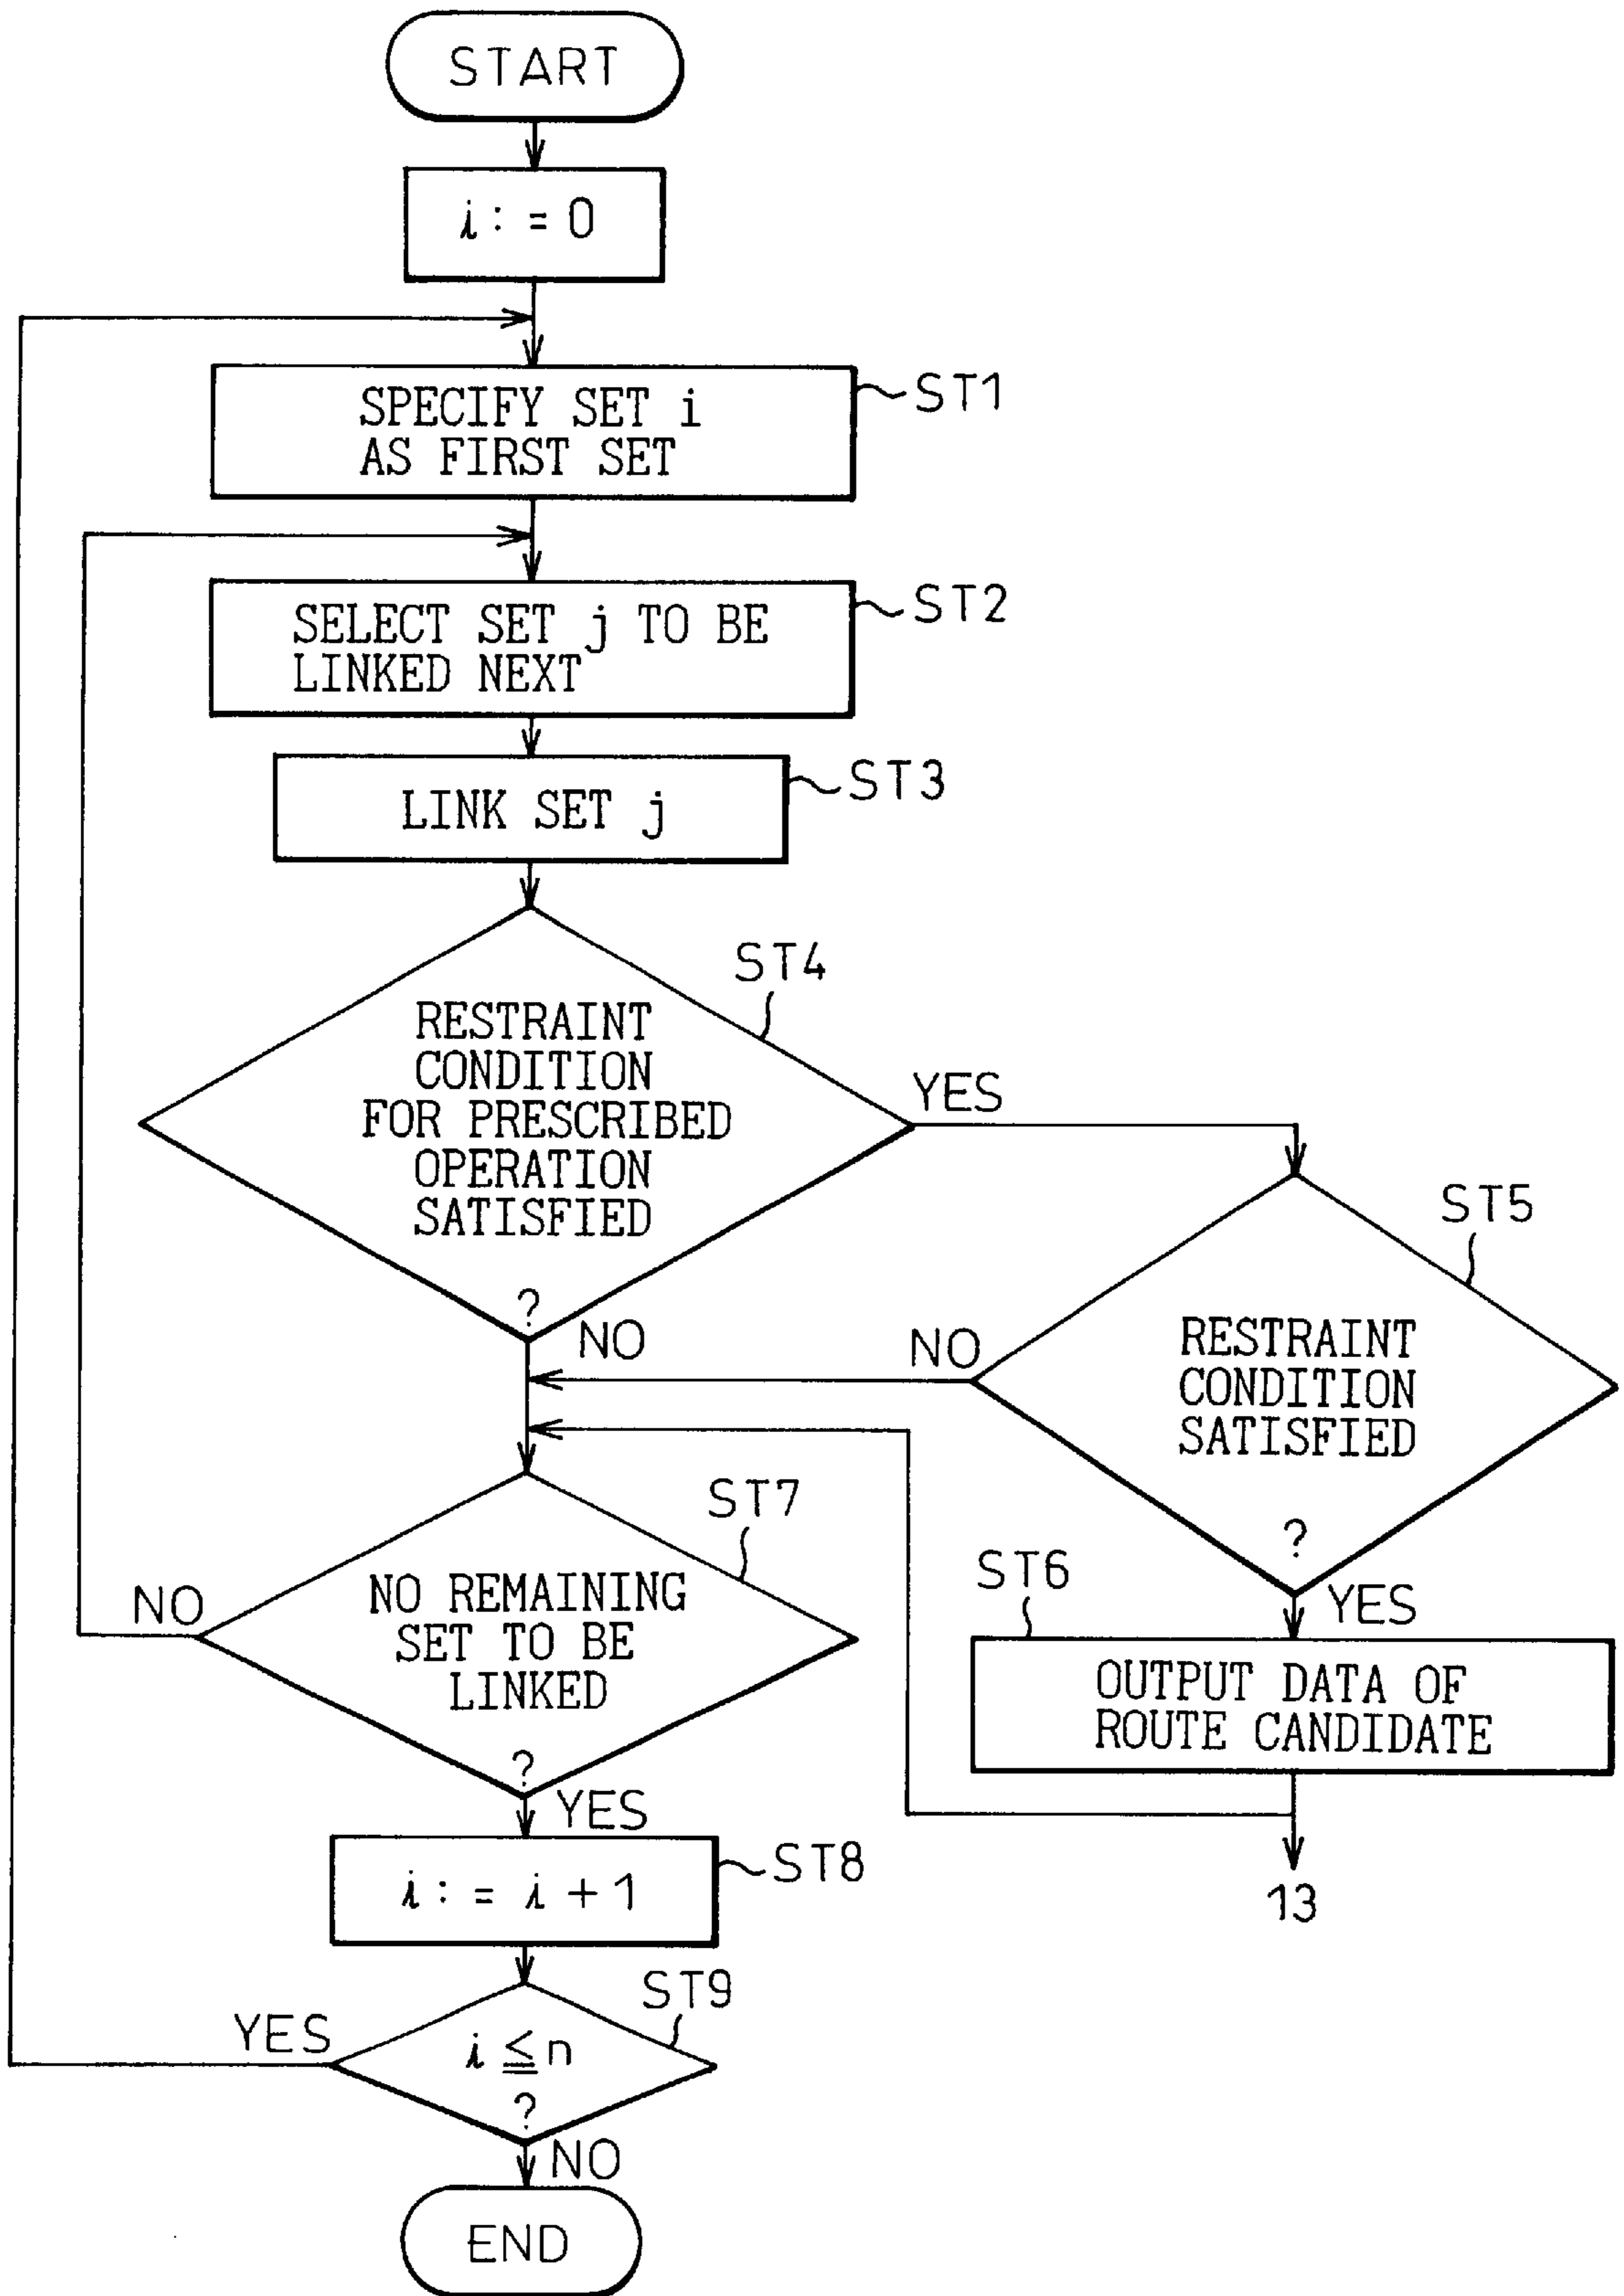 START
i := 0
SPECIFY SET i
AS FIRST SET
ST1
SELECT SET j TO BE
LINKED NEXT
ST2
LINK SET j
ST3
RESTRAINT
CONDITION
FOR PRESCRIBED
OPERATION
SATISFIED
?
ST4
YES
NO
RESTRAINT
CONDITION
SATISFIED
?
ST5
NO
YES
OUTPUT DATA OF
ROUTE CANDIDATE
ST6
13
NO REMAINING
SET TO BE
LINKED
?
ST7
NO
YES
i := i + 1
ST8
i ≦ n
?
ST9
YES
NO
END